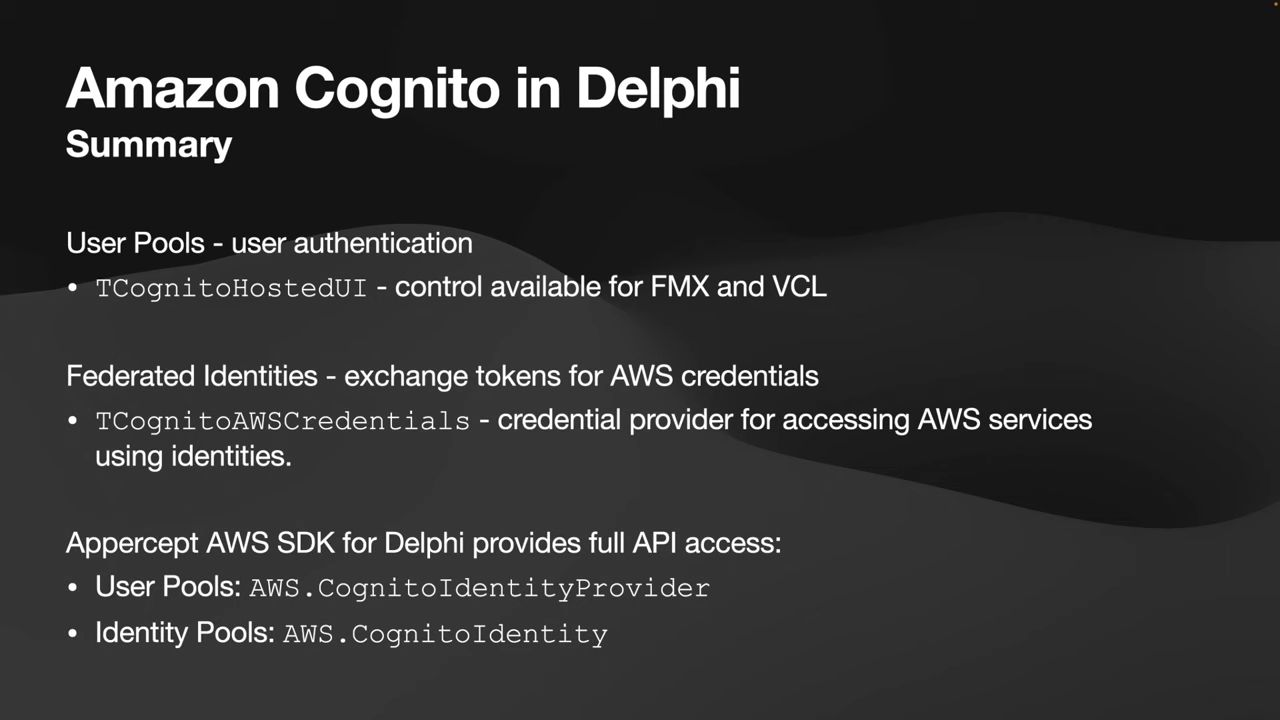 Amazon Cognito in Delphi
Summary
User Pools - user authentication
• TCognitoHostedUI - control available for FMX and VCL
Federated Identities - exchange tokens for AWS credentials
• TCognitoAWSCredentials - credential provider for accessing AWS services
using identities.
Appercept AWS SDK for Delphi provides full API access:
• User Pools: AWS.CognitoIdentityProvider
• Identity Pools: AWS.CognitoIdentity